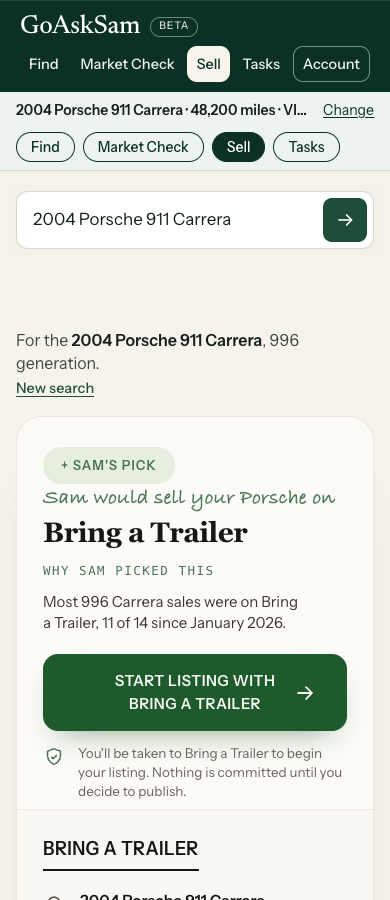 GoAskSam BETA
Find Market Check Sell Tasks Account
2004 Porsche 911 Carrera · 48,200 miles · VI... Change
Find Market Check Sell Tasks
2004 Porsche 911 Carrera
For the 2004 Porsche 911 Carrera, 996
generation.
New search
+ SAM'S PICK
Sam would sell your Porsche on
Bring a Trailer
WHY SAM PICKED THIS
Most 996 Carrera sales were on Bring
a Trailer, 11 of 14 since January 2026.
START LISTING WITH
BRING A TRAILER
You'll be taken to Bring a Trailer to begin
your listing. Nothing is committed until you
decide to publish.
BRING A TRAILER
2004 Porsche 911 Carrera